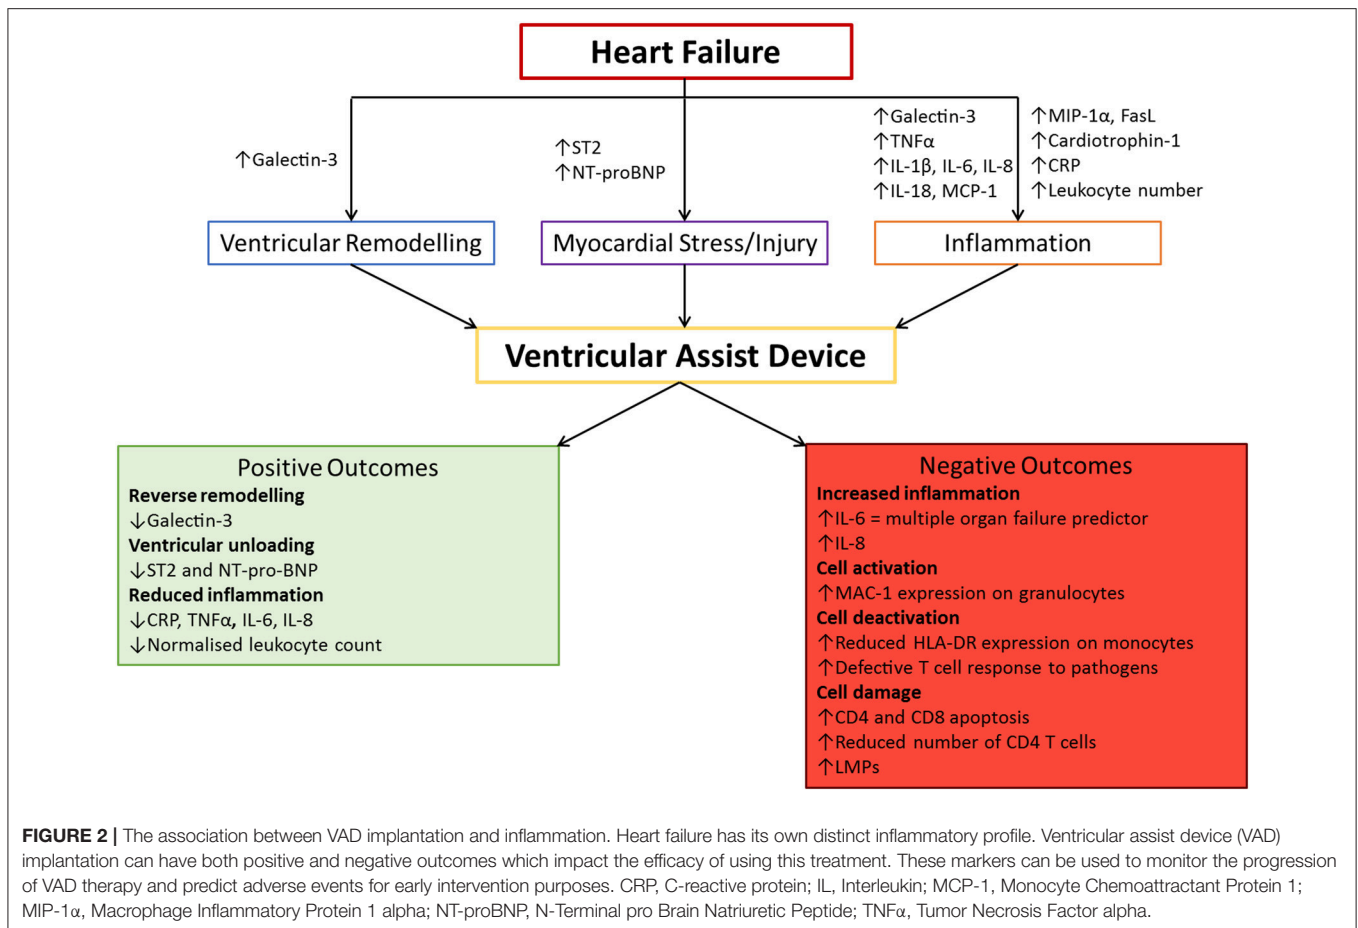 Heart Failure
↑Galectin-3
↑ST2
↑NT-proBNP
↑Galectin-3
↑TNFα
↑IL-1β, IL-6, IL-8
↑IL-18, MCP-1
↑MIP-1α, FasL
↑Cardiotrophin-1
↑CRP
↑Leukocyte number
Ventricular Remodelling
Myocardial Stress/Injury
Inflammation
Ventricular Assist Device
Positive Outcomes
Reverse remodelling
↓Galectin-3
Ventricular unloading
↓ST2 and NT-pro-BNP
Reduced inflammation
↓CRP, TNFα, IL-6, IL-8
↓Normalised leukocyte count
Negative Outcomes
Increased inflammation
↑IL-6 = multiple organ failure predictor
↑IL-8
Cell activation
↑MAC-1 expression on granulocytes
Cell deactivation
↑Reduced HLA-DR expression on monocytes
↑Defective T cell response to pathogens
Cell damage
↑CD4 and CD8 apoptosis
↑Reduced number of CD4 T cells
↑LMPs
FIGURE 2 | The association between VAD implantation and inflammation. Heart failure has its own distinct inflammatory profile. Ventricular assist device (VAD)
implantation can have both positive and negative outcomes which impact the efficacy of using this treatment. These markers can be used to monitor the progression
of VAD therapy and predict adverse events for early intervention purposes. CRP, C-reactive protein; IL, Interleukin; MCP-1, Monocyte Chemoattractant Protein 1;
MIP-1α, Macrophage Inflammatory Protein 1 alpha; NT-proBNP, N-Terminal pro Brain Natriuretic Peptide; TNFα, Tumor Necrosis Factor alpha.